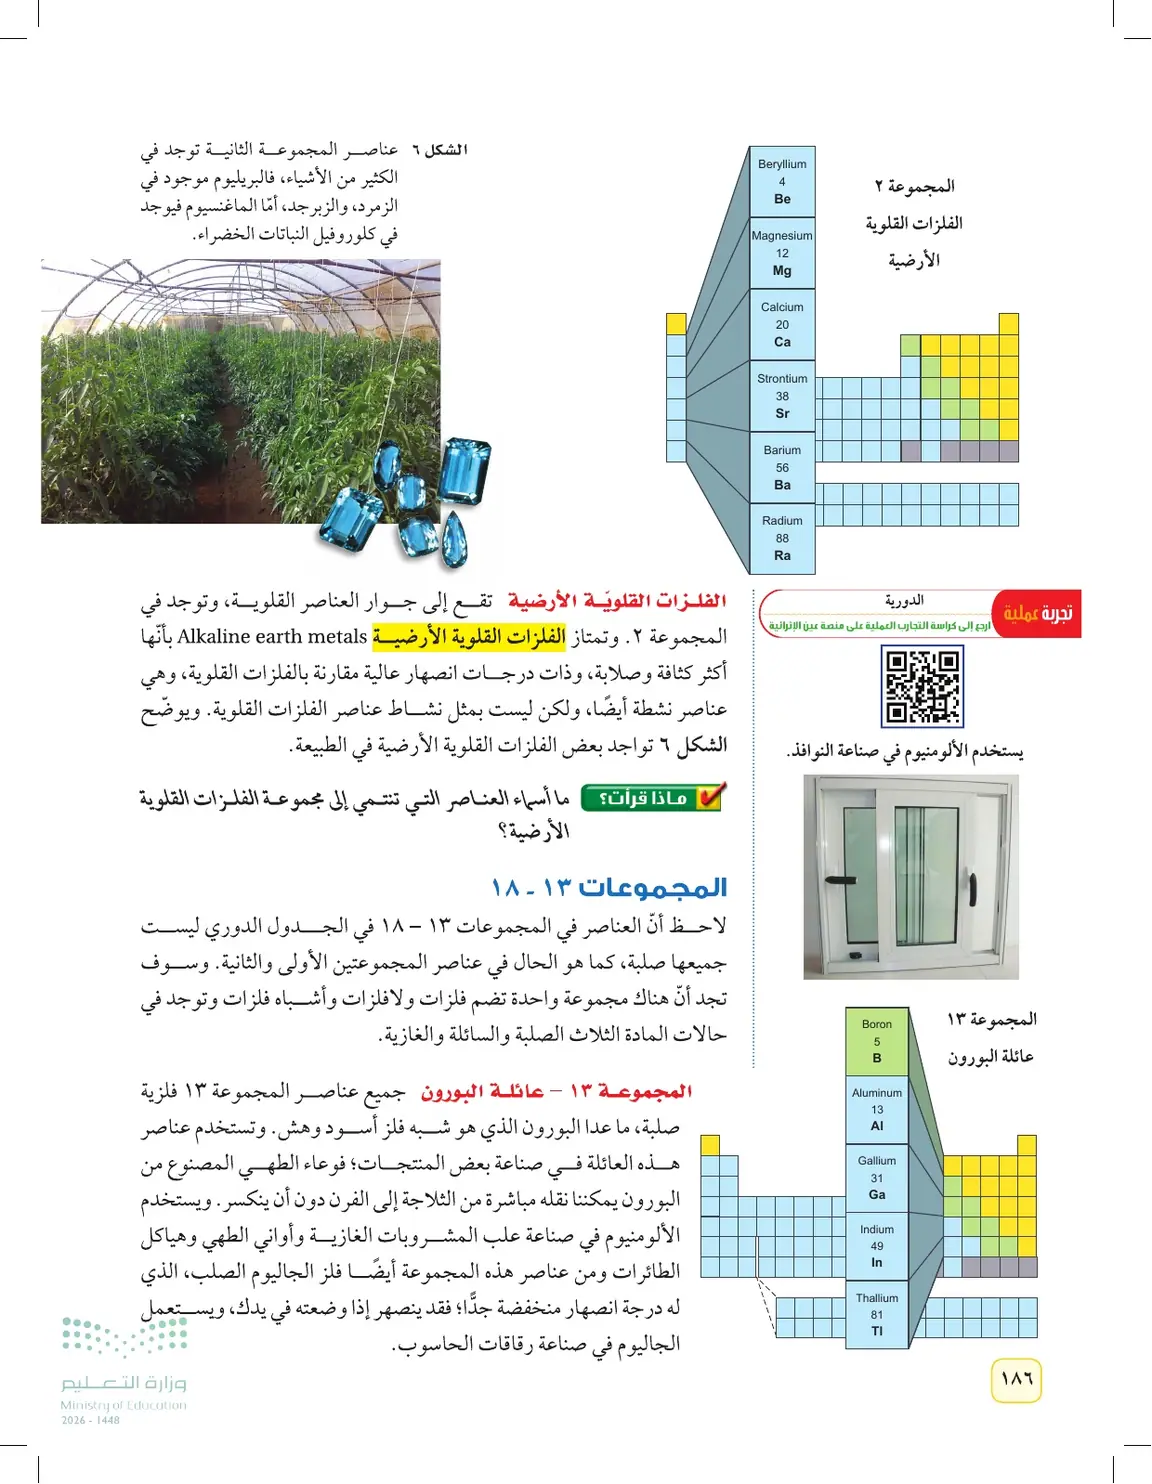 الشكل ٦ عناصر المجموعة الثانية توجد في
الكثير من الأشياء، فالبريليوم موجود في
الزمرد، والزبرجد، أمّا الماغنسيوم فيوجد
في كلوروفيل النباتات الخضراء.
المجموعة ٢
الفلزات القلوية
الأرضية
Beryllium
4
Be
Magnesium
12
Mg
Calcium
20
Ca
Strontium
38
Sr
Barium
56
Ba
Radium
88
Ra
الفلزات القلويّة الأرضية تقع إلى جوار العناصر القلوية، وتوجد في
المجموعة ٢. وتمتاز الفلزات القلوية الأرضية Alkaline earth metals بأنّها
أكثر كثافة وصلابة، وذات درجات انصهار عالية مقارنة بالفلزات القلوية، وهي
عناصر نشطة أيضًا، ولكن ليست بمثل نشاط عناصر الفلزات القلوية. ويوضّح
الشكل ٦ تواجد بعض الفلزات القلوية الأرضية في الطبيعة.
ماذا قرأت؟ ما أسماء العناصر التي تنتمي إلى مجموعة الفلزات القلوية
الأرضية؟
المجموعات ١٣ - ١٨
لاحظ أنّ العناصر في المجموعات ١٣ – ١٨ في الجدول الدوري ليست
جميعها صلبة، كما هو الحال في عناصر المجموعتين الأولى والثانية. وسوف
تجد أنّ هناك مجموعة واحدة تضم فلزات ولافلزات وأشباه فلزات وتوجد في
حالات المادة الثلاث الصلبة والسائلة والغازية.
المجموعة ١٣ – عائلة البورون جميع عناصر المجموعة ١٣ فلزية
صلبة، ما عدا البورون الذي هو شبه فلز أسود وهش. وتستخدم عناصر
هذه العائلة في صناعة بعض المنتجات؛ فوعاء الطهي المصنوع من
البورون يمكننا نقله مباشرة من الثلاجة إلى الفرن دون أن ينكسر. ويستخدم
الألومنيوم في صناعة علب المشروبات الغازية وأواني الطهي وهياكل
الطائرات ومن عناصر هذه المجموعة أيضًا فلز الجاليوم الصلب، الذي
له درجة انصهار منخفضة جدًّا؛ فقد ينصهر إذا وضعته في يدك، ويستعمل
الجاليوم في صناعة رقاقات الحاسوب.
تجربة عملية
الدورية
ارجع إلى كراسة التجارب العملية على منصة عين الإثرائية
يستخدم الألومنيوم في صناعة النوافذ.
المجموعة ١٣
عائلة البورون
Boron
5
B
Aluminum
13
Al
Gallium
31
Ga
Indium
49
In
Thallium
81
Tl
وزارة التعليم
Ministry of Education
2026 - 1448
١٨٦